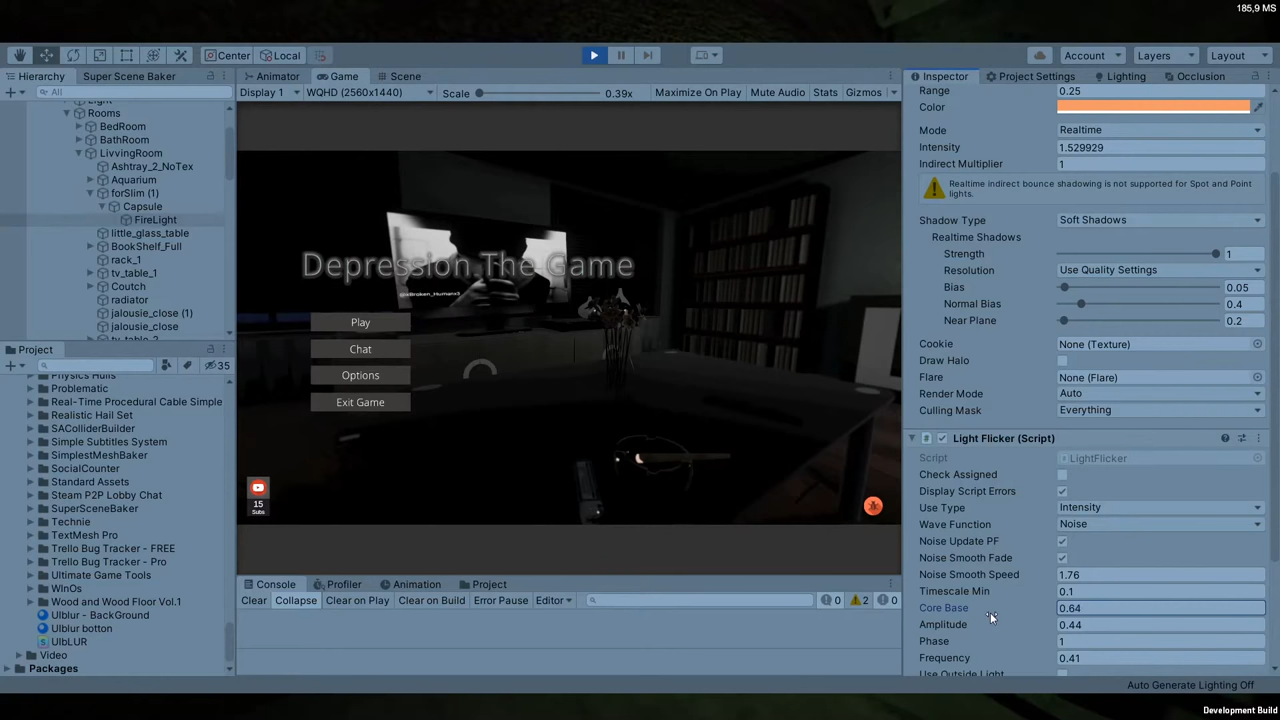 185,9 MS
Center Local
Account Layers Layout
Hierarchy Super Scene Baker
All
Light
Rooms
BedRoom
BathRoom
LivvingRoom
Ashtray_2_NoTex
Aquarium
forSlim (1)
Capsule
FireLight
little_glass_table
BookShelf_Full
rack_1
tv_table_1
Coutch
radiator
jalousie_close (1)
jalousie_close
tv_table_2
Project
35
Physics Hulls
Problematic
Real-Time Procedural Cable Simple
Realistic Hail Set
SAColliderBuilder
Simple Subtitles System
SimplestMeshBaker
SocialCounter
Standard Assets
Steam P2P Lobby Chat
SuperSceneBaker
Technie
TextMesh Pro
Trello Bug Tracker - FREE
Trello Bug Tracker - Pro
Ultimate Game Tools
WInOs
Wood and Wood Floor Vol.1
UIblur - BackGround
UIblur botton
UIbLUR
Video
Packages
Animator Game Scene
Display 1 WQHD (2560x1440) Scale 0.39x Maximize On Play Mute Audio Stats Gizmos
Depression The Game
Play
Chat
Options
Exit Game
15
Subs
Console Profiler Animation Project
Clear Collapse Clear on Play Clear on Build Error Pause Editor 0 2 0
Inspector Project Settings Lighting Occlusion
Range 0.25
Color
Mode Realtime
Intensity 1.529929
Indirect Multiplier 1
Realtime indirect bounce shadowing is not supported for Spot and Point
lights.
Shadow Type Soft Shadows
Realtime Shadows
Strength 1
Resolution Use Quality Settings
Bias 0.05
Normal Bias 0.4
Near Plane 0.2
Cookie None (Texture)
Draw Halo
Flare None (Flare)
Render Mode Auto
Culling Mask Everything
# Light Flicker (Script)
Script LightFlicker
Check Assigned
Display Script Errors
Use Type Intensity
Wave Function Noise
Noise Update PF
Noise Smooth Fade
Noise Smooth Speed 1.76
Timescale Min 0.1
Core Base 0.64
Amplitude 0.44
Phase 1
Frequency 0.41
Use Outside Light
Auto Generate Lighting Off
Development Build